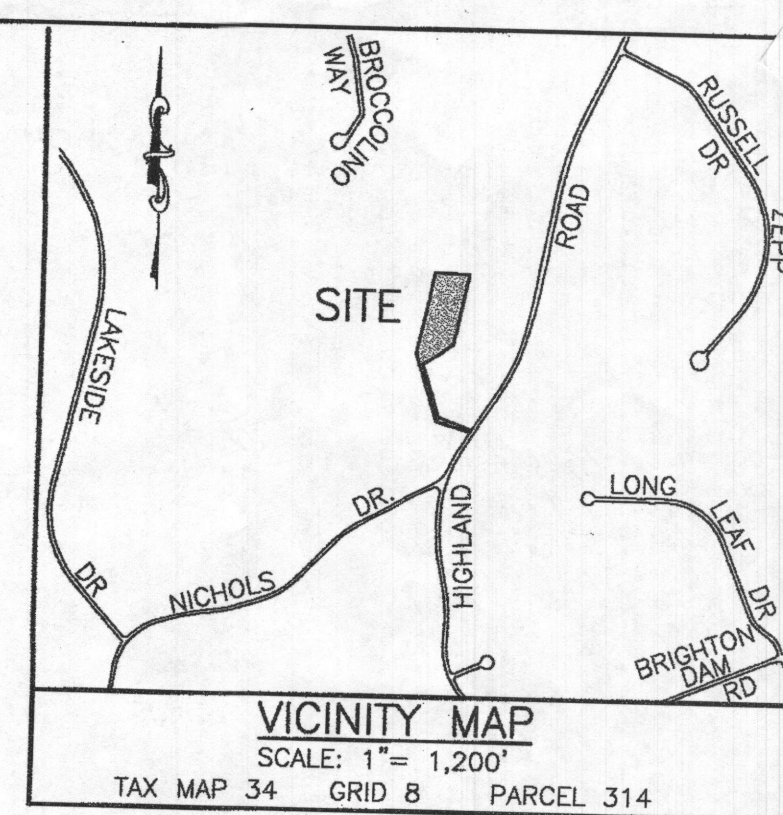 BROCCOLINO
WAY
RUSSELL
DR
ZEPP
ROAD
SITE
LAKESIDE
DR
NICHOLS
DR.
HIGHLAND
LONG
LEAF
DR
BRIGHTON
DAM
RD
VICINITY MAP
SCALE: 1"= 1,200'
TAX MAP 34 GRID 8 PARCEL 314